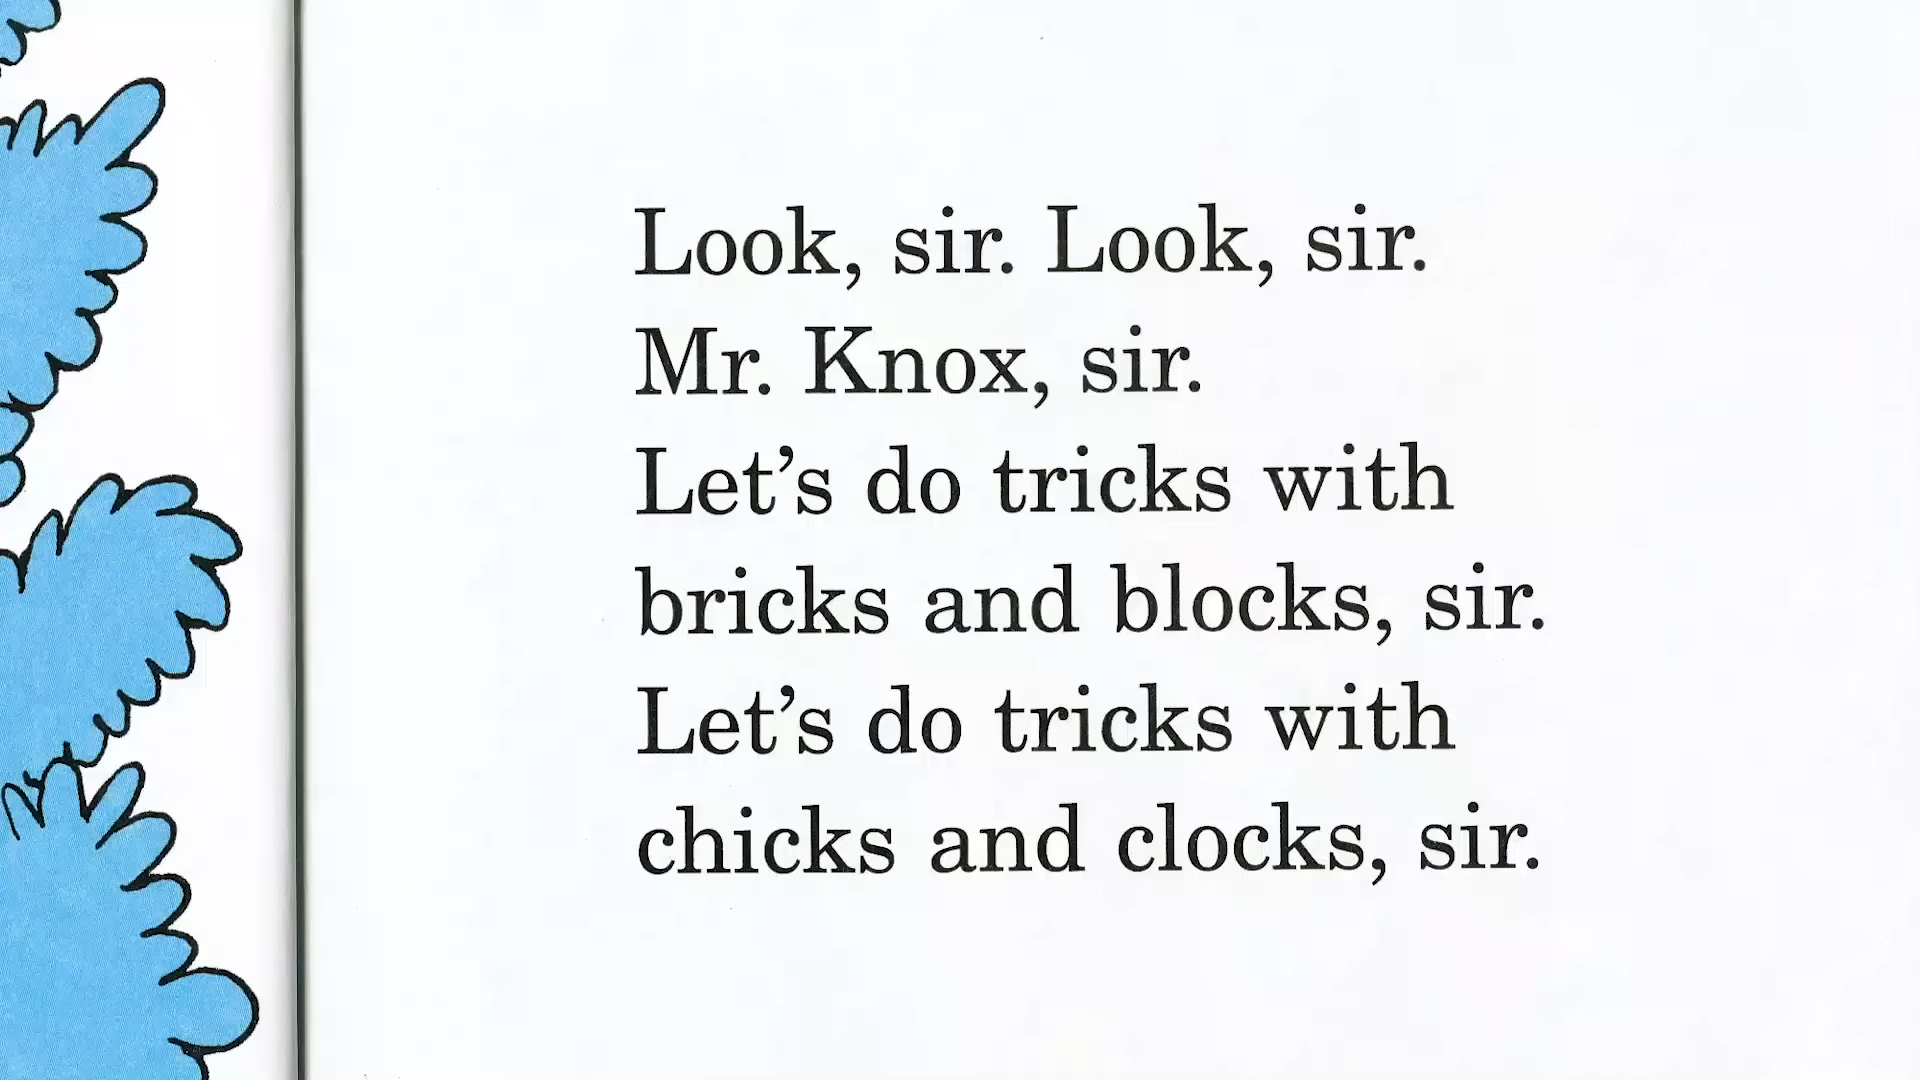 Look, sir. Look, sir.
Mr. Knox, sir.
Let’s do tricks with
bricks and blocks, sir.
Let’s do tricks with
chicks and clocks, sir.